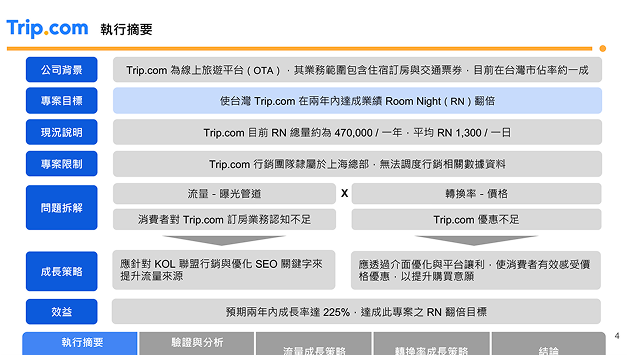 Trip.com 執行摘要
公司背景
Trip.com 為線上旅遊平台 ( OTA ) ，其業務範圍包含住宿訂房與交通票券，目前在台灣市佔率約一成
專案目標
使台灣 Trip.com 在兩年內達成業績 Room Night ( RN ) 翻倍
現況說明
Trip.com 目前 RN 總量約為 470,000 / 一年，平均 RN 1,300 / 一日
專案限制
Trip.com 行銷團隊隸屬於上海總部，無法調度行銷相關數據資料
問題拆解
流量 - 曝光管道
X
轉換率 - 價格
消費者對 Trip.com 訂房業務認知不足
Trip.com 優惠不足
成長策略
應針對 KOL 聯盟行銷與優化 SEO 關鍵字來
提升流量來源
應透過介面優化與平台讓利，使消費者有效感受價
格優惠，以提升購買意願
效益
預期兩年內成長率達 225%，達成此專案之 RN 翻倍目標
4
執行摘要
驗證與分析
流量成長策略
轉換率成長策略
結論